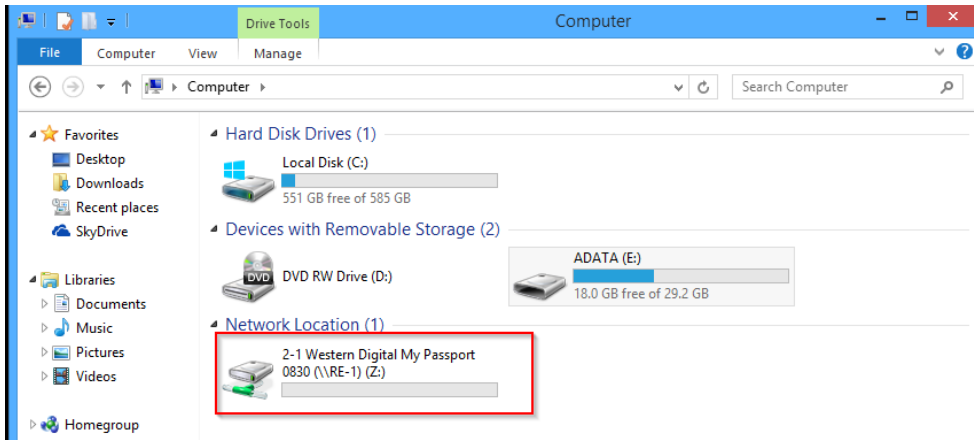 Drive Tools
Computer
File
Computer
View
Manage
Computer
Search Computer
Favorites
Desktop
Downloads
Recent places
SkyDrive
Libraries
Documents
Music
Pictures
Videos
Homegroup
Hard Disk Drives (1)
Local Disk (C:)
551 GB free of 585 GB
Devices with Removable Storage (2)
DVD
DVD RW Drive (D:)
ADATA (E:)
18.0 GB free of 29.2 GB
Network Location (1)
2-1 Western Digital My Passport
0830 (\\RE-1) (Z:)